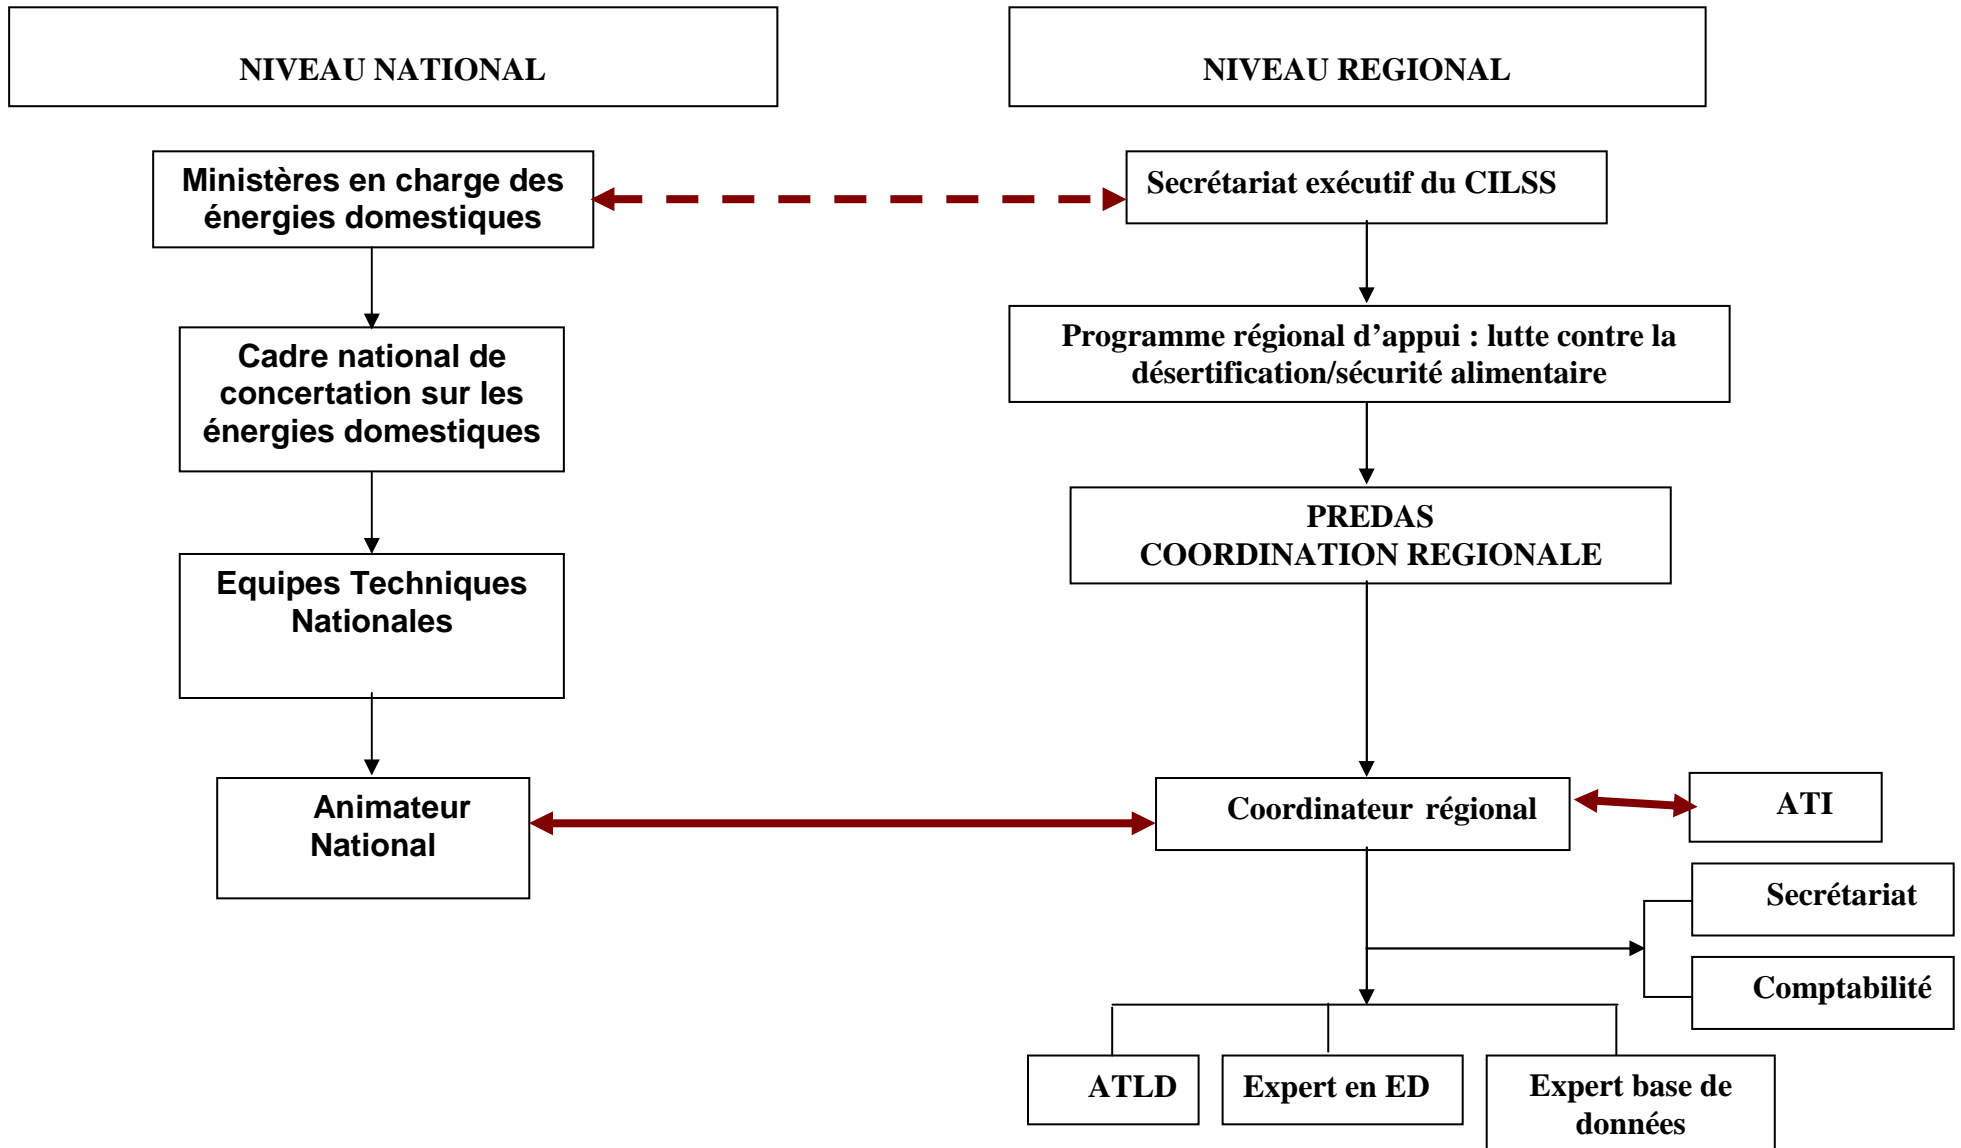 NIVEAU NATIONAL
NIVEAU REGIONAL
Ministères en charge des
énergies domestiques
Secrétariat exécutif du CILSS
Cadre national de
concertation sur les
énergies domestiques
Programme régional d’appui : lutte contre la
désertification/sécurité alimentaire
PREDAS
COORDINATION REGIONALE
Equipes Techniques
Nationales
Animateur
National
Coordinateur régional
ATI
Secrétariat
Comptabilité
ATLD
Expert en ED
Expert base de
données